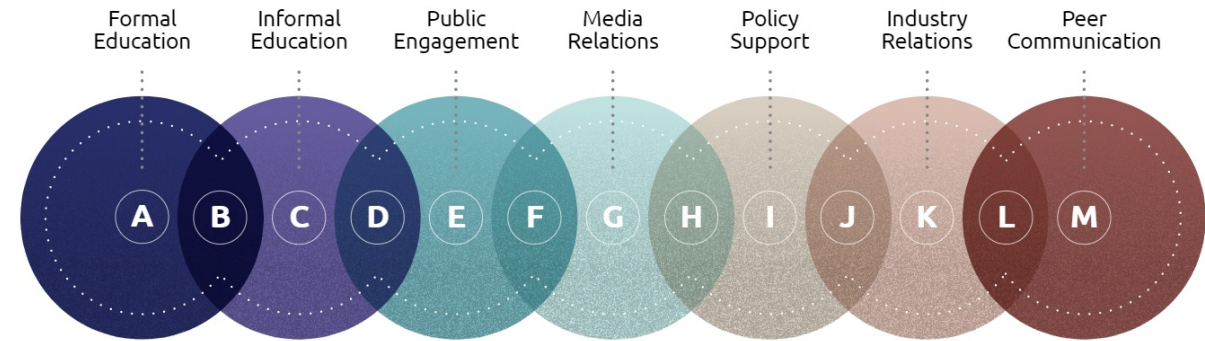 Formal
Education
Informal
Education
Public
Engagement
Media
Relations
Policy
Support
Industry
Relations
Peer
Communication
A
B
C
D
E
F
G
H
I
J
K
L
M